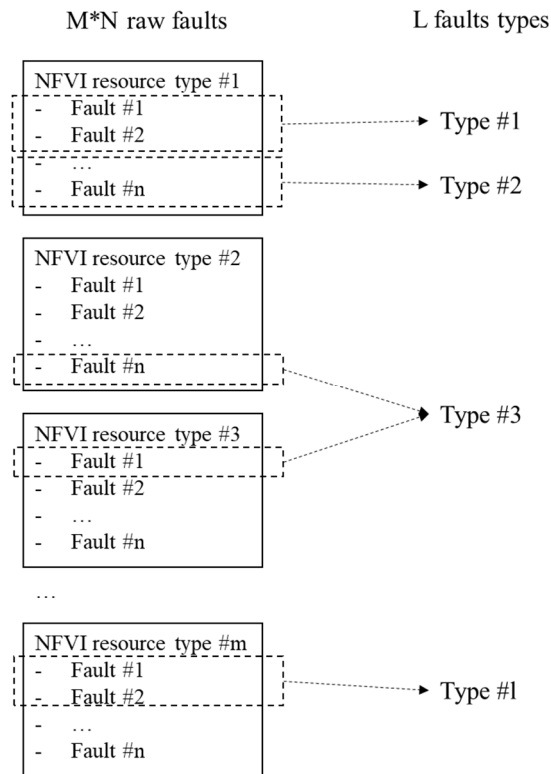 M*N raw faults
L faults types
NFVI resource type #1
- Fault #1
- Fault #2
- …
- Fault #n
Type #1
Type #2
NFVI resource type #2
- Fault #1
- Fault #2
- …
- Fault #n
NFVI resource type #3
- Fault #1
- Fault #2
- …
- Fault #n
Type #3
…
NFVI resource type #m
- Fault #1
- Fault #2
- …
- Fault #n
Type #l